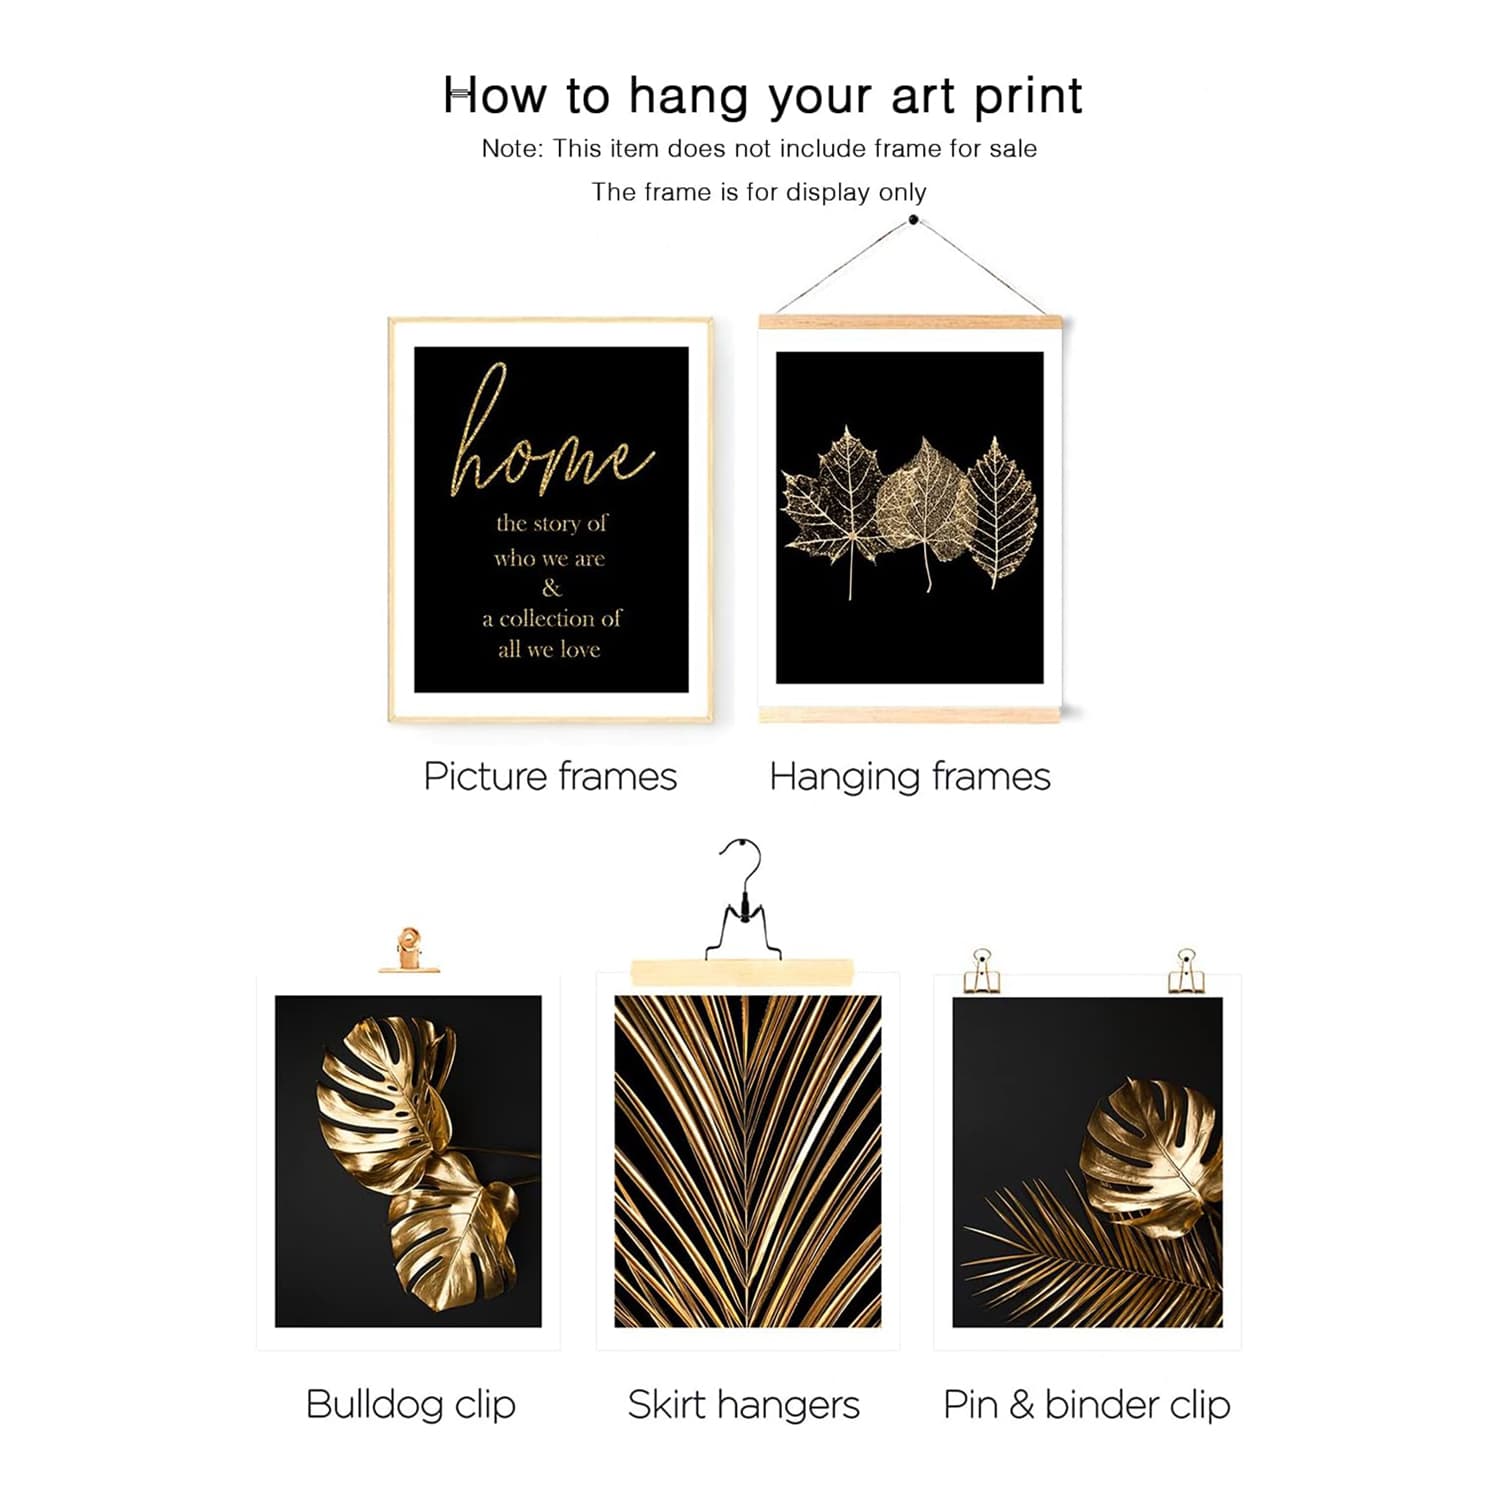 How to hang your art print
Note: This item does not include frame for sale
The frame is for display only
home
the story of
who we are
&
a collection of
all we love
Picture frames
Hanging frames
Bulldog clip
Skirt hangers
Pin & binder clip